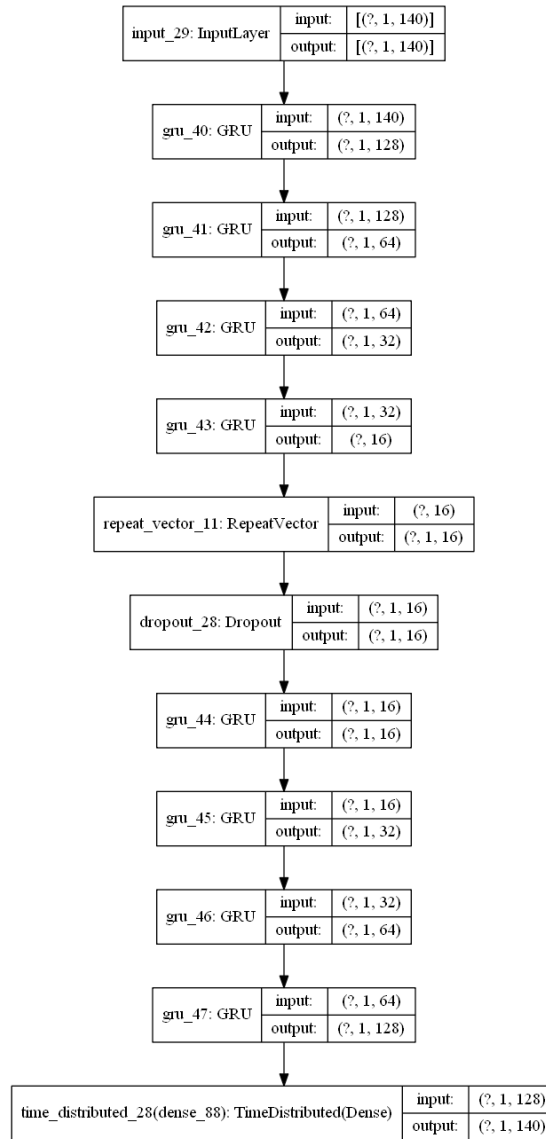 input_29: InputLayer
input: [(?, 1, 140)]
output: [(?, 1, 140)]
gru_40: GRU
input: (?, 1, 140)
output: (?, 1, 128)
gru_41: GRU
input: (?, 1, 128)
output: (?, 1, 64)
gru_42: GRU
input: (?, 1, 64)
output: (?, 1, 32)
gru_43: GRU
input: (?, 1, 32)
output: (?, 16)
repeat_vector_11: RepeatVector
input: (?, 16)
output: (?, 1, 16)
dropout_28: Dropout
input: (?, 1, 16)
output: (?, 1, 16)
gru_44: GRU
input: (?, 1, 16)
output: (?, 1, 16)
gru_45: GRU
input: (?, 1, 16)
output: (?, 1, 32)
gru_46: GRU
input: (?, 1, 32)
output: (?, 1, 64)
gru_47: GRU
input: (?, 1, 64)
output: (?, 1, 128)
time_distributed_28(dense_88): TimeDistributed(Dense)
input: (?, 1, 128)
output: (?, 1, 140)